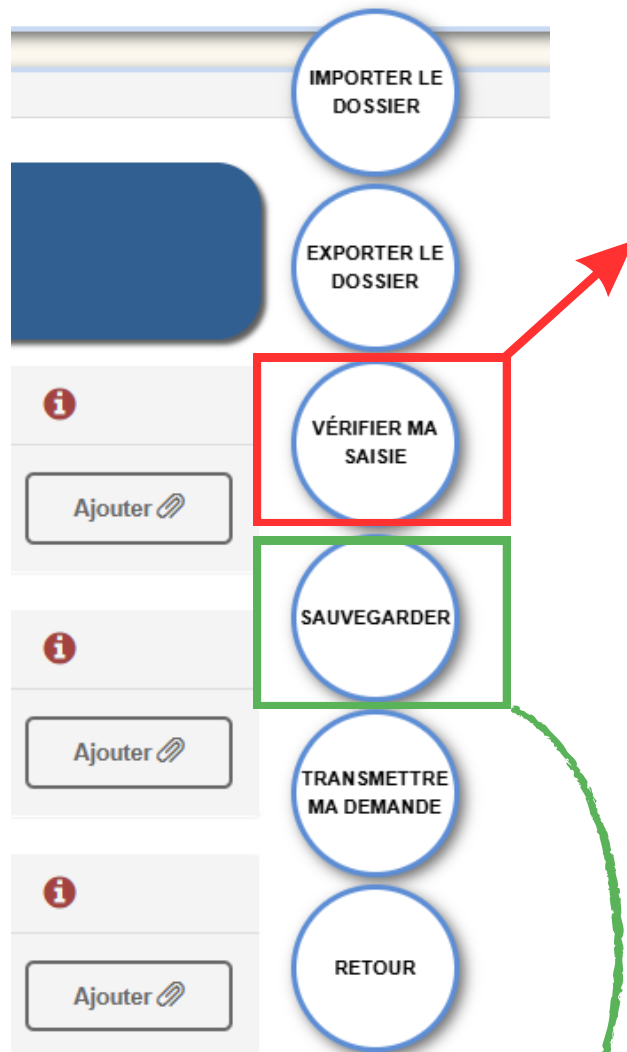 IMPORTER LE
DOSSIER
EXPORTER LE
DOSSIER
VÉRIFIER MA
SAISIE
Ajouter
SAUVEGARDER
Ajouter
TRANSMETTRE
MA DEMANDE
RETOUR
Ajouter